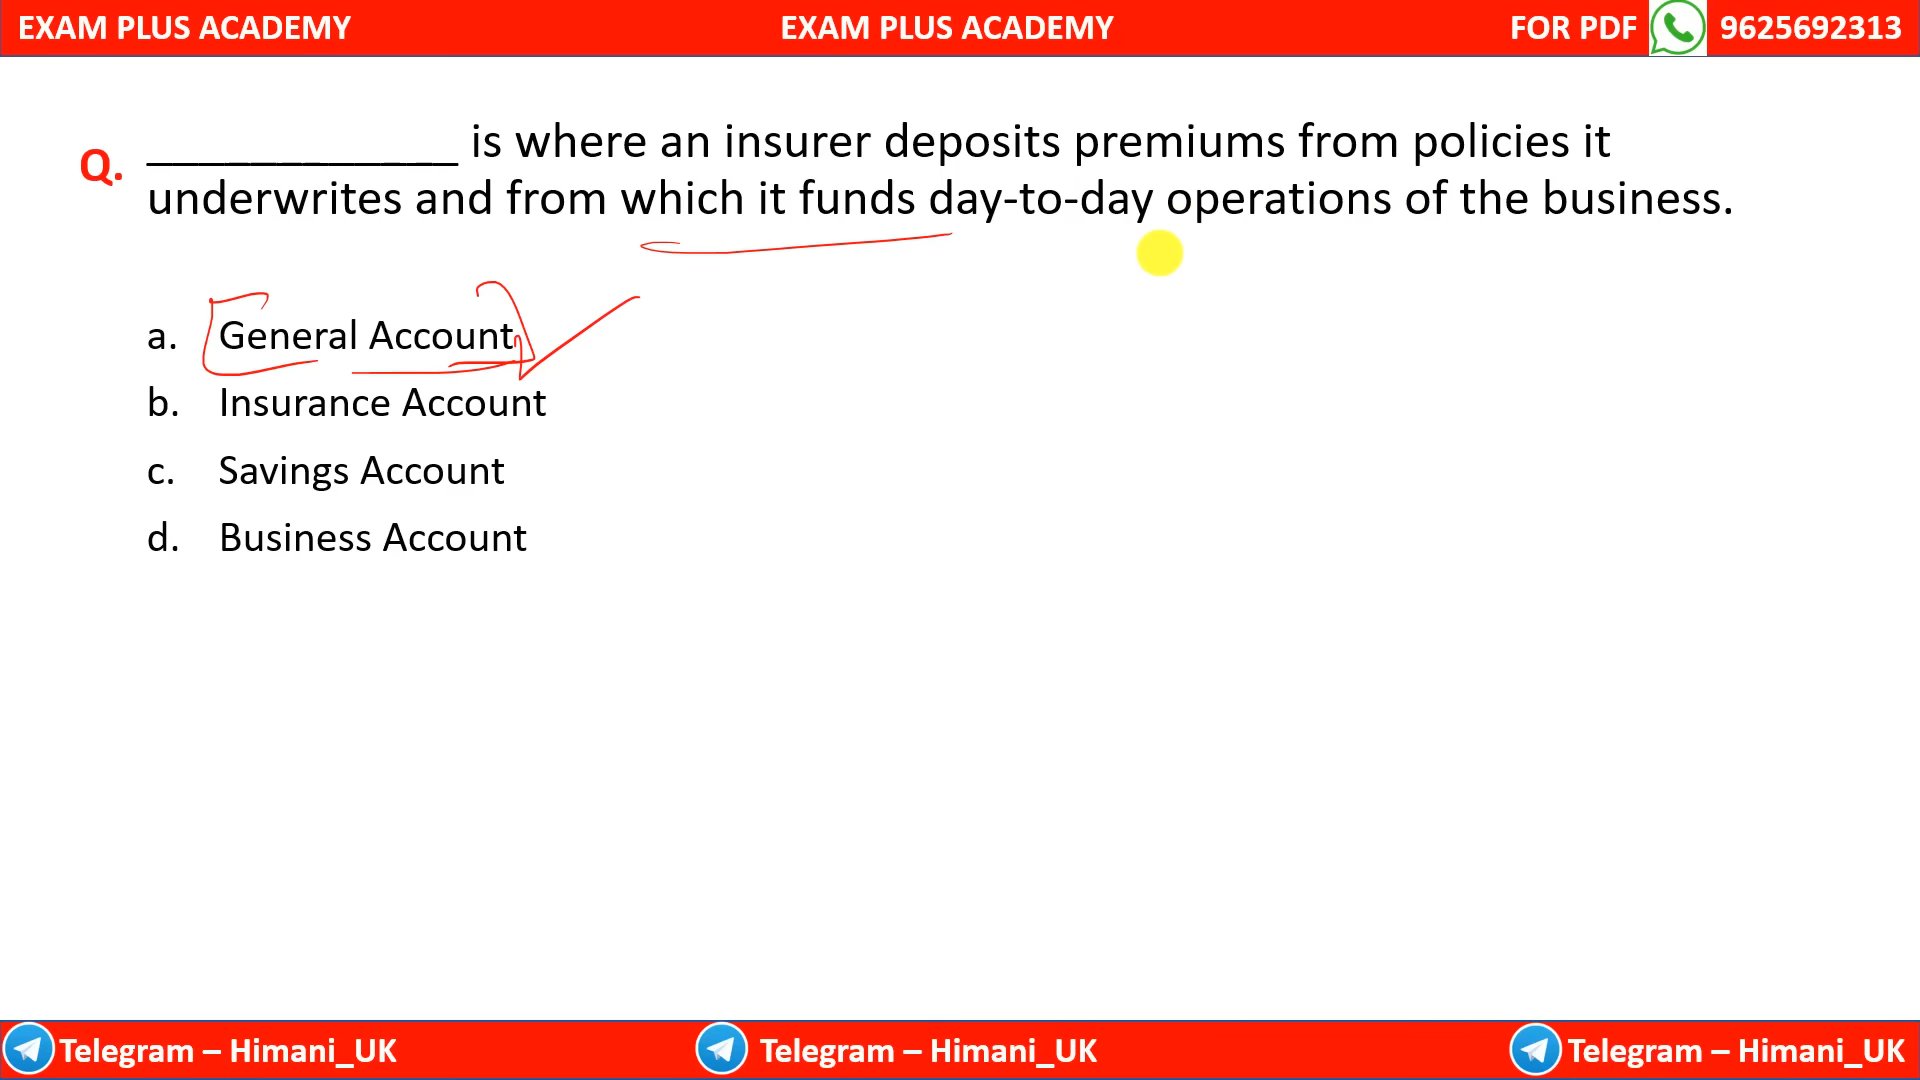 EXAM PLUS ACADEMY EXAM PLUS ACADEMY FOR PDF 9625692313
Q. ____________ is where an insurer deposits premiums from policies it
underwrites and from which it funds day-to-day operations of the business.
a. General Account
b. Insurance Account
c. Savings Account
d. Business Account
Telegram – Himani_UK Telegram – Himani_UK Telegram – Himani_UK